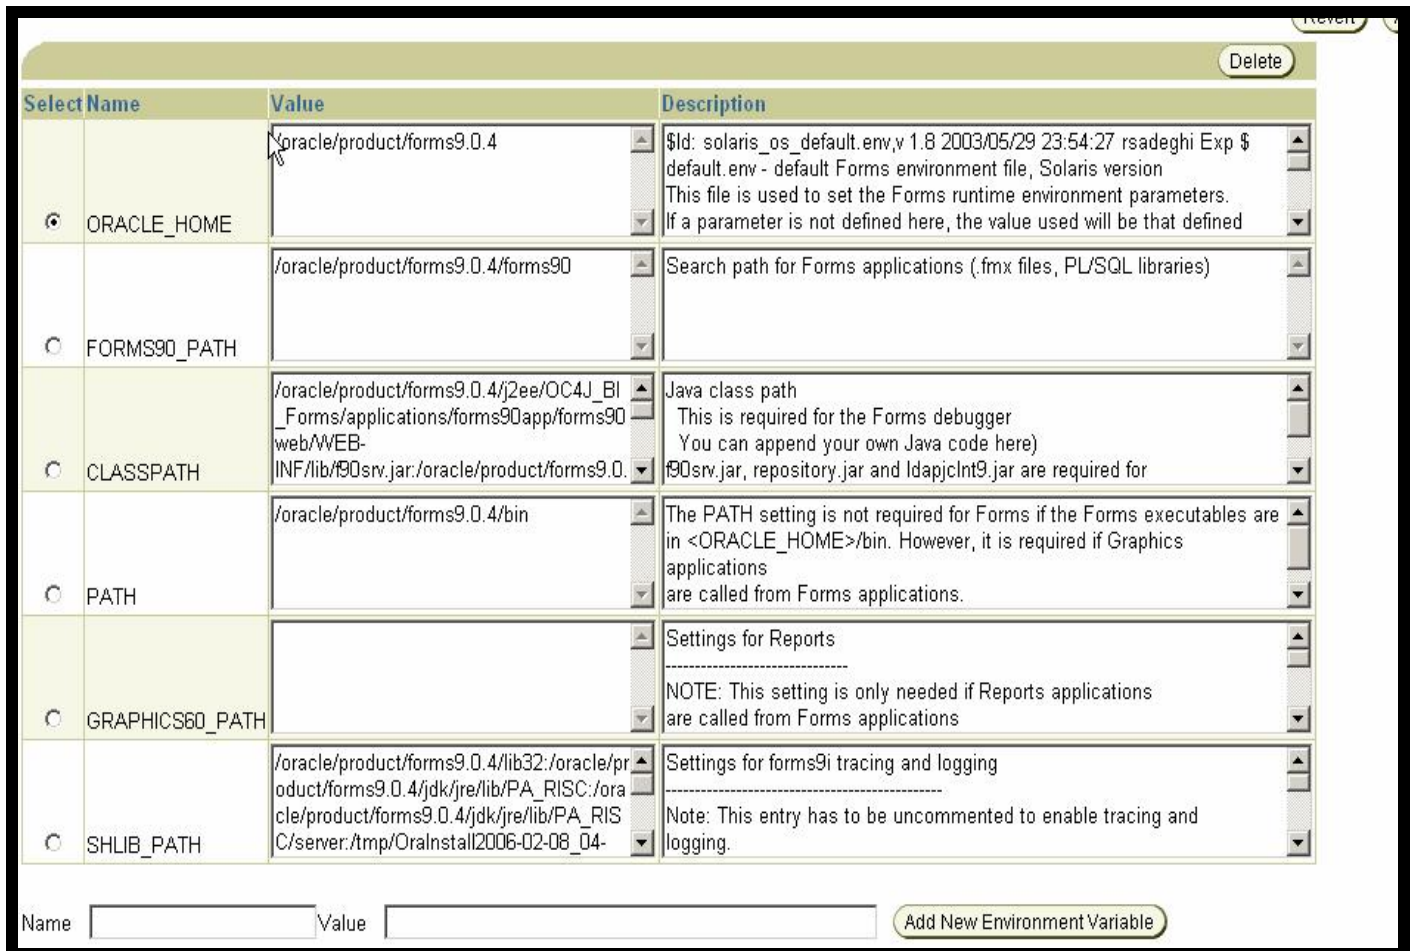 Revert
Delete
Select Name Value Description
ORACLE_HOME
/oracle/product/forms9.0.4
$Id: solaris_os_default.env,v 1.8 2003/05/29 23:54:27 rsadeghi Exp $
default.env - default Forms environment file, Solaris version
This file is used to set the Forms runtime environment parameters.
If a parameter is not defined here, the value used will be that defined
FORMS90_PATH
/oracle/product/forms9.0.4/forms90
Search path for Forms applications (.fmx files, PL/SQL libraries)
CLASSPATH
/oracle/product/forms9.0.4/j2ee/OC4J_BI
_Forms/applications/forms90app/forms90
web/WEB-
INF/lib/f90srv.jar:/oracle/product/forms9.0.
Java class path
This is required for the Forms debugger
You can append your own Java code here)
f90srv.jar, repository.jar and ldapjclnt9.jar are required for
PATH
/oracle/product/forms9.0.4/bin
The PATH setting is not required for Forms if the Forms executables are
in <ORACLE_HOME>/bin. However, it is required if Graphics
applications
are called from Forms applications.
GRAPHICS60_PATH
Settings for Reports
-------------------------------
NOTE: This setting is only needed if Reports applications
are called from Forms applications
SHLIB_PATH
/oracle/product/forms9.0.4/lib32:/oracle/pr
oduct/forms9.0.4/jdk/jre/lib/PA_RISC:/ora
cle/product/forms9.0.4/jdk/jre/lib/PA_RIS
C/server:/tmp/OraInstall2006-02-08_04-
Settings for forms9i tracing and logging
-----------------------------------------------
Note: This entry has to be uncommented to enable tracing and
logging.
Name Value Add New Environment Variable